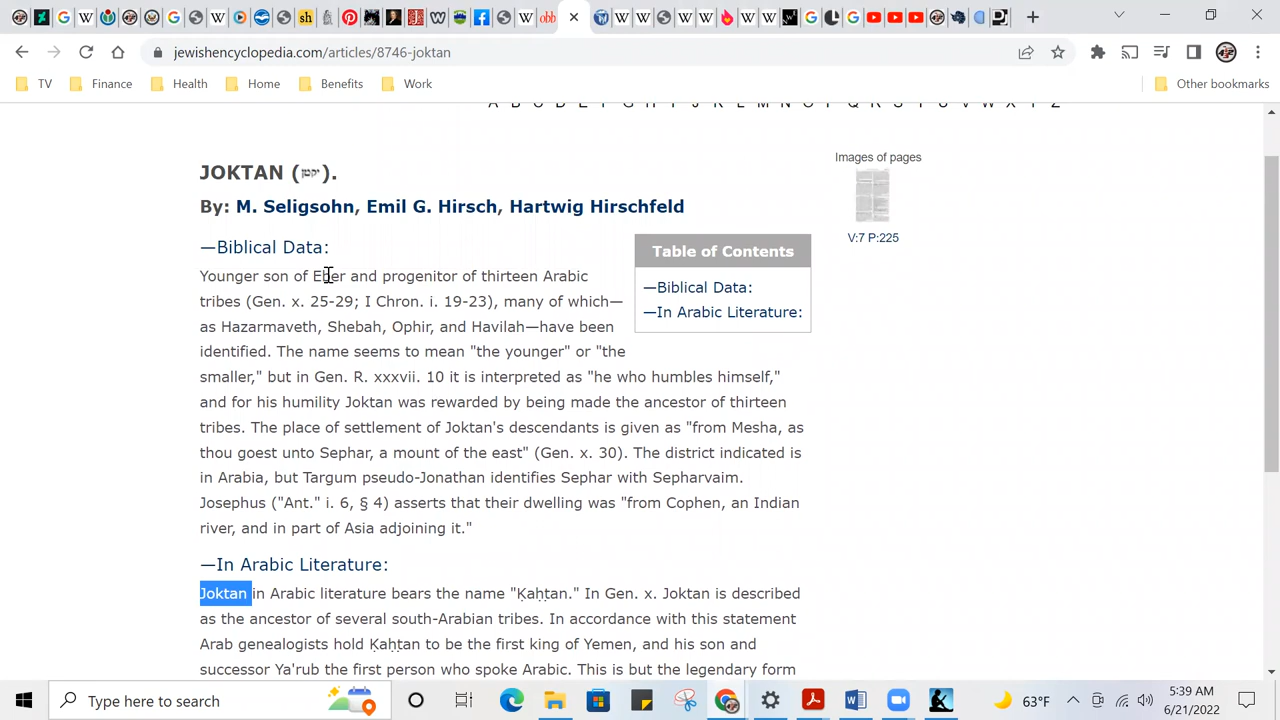 jewishencyclopedia.com/articles/8746-joktan
TV Finance Health Home Benefits Work Other bookmarks
A B C D E F G H I J K L M N O P Q R S T U V W X Y Z
JOKTAN (יקטן).
Images of pages
By: M. Seligsohn, Emil G. Hirsch, Hartwig Hirschfeld
V:7 P:225
—Biblical Data:
Table of Contents
—Biblical Data:
—In Arabic Literature:
Younger son of Eber and progenitor of thirteen Arabic
tribes (Gen. x. 25-29; I Chron. i. 19-23), many of which—
as Hazarmaveth, Shebah, Ophir, and Havilah—have been
identified. The name seems to mean "the younger" or "the
smaller," but in Gen. R. xxxvii. 10 it is interpreted as "he who humbles himself,"
and for his humility Joktan was rewarded by being made the ancestor of thirteen
tribes. The place of settlement of Joktan's descendants is given as "from Mesha, as
thou goest unto Sephar, a mount of the east" (Gen. x. 30). The district indicated is
in Arabia, but Targum pseudo-Jonathan identifies Sephar with Sepharvaim.
Josephus ("Ant." i. 6, § 4) asserts that their dwelling was "from Cophen, an Indian
river, and in part of Asia adjoining it."
—In Arabic Literature:
Joktan in Arabic literature bears the name "Ḳaḥṭan." In Gen. x. Joktan is described
as the ancestor of several south-Arabian tribes. In accordance with this statement
Arab genealogists hold Ḳaḥṭan to be the first king of Yemen, and his son and
successor Ya'rub the first person who spoke Arabic. This is but the legendary form
Type here to search
63°F
5:39 AM
6/21/2022